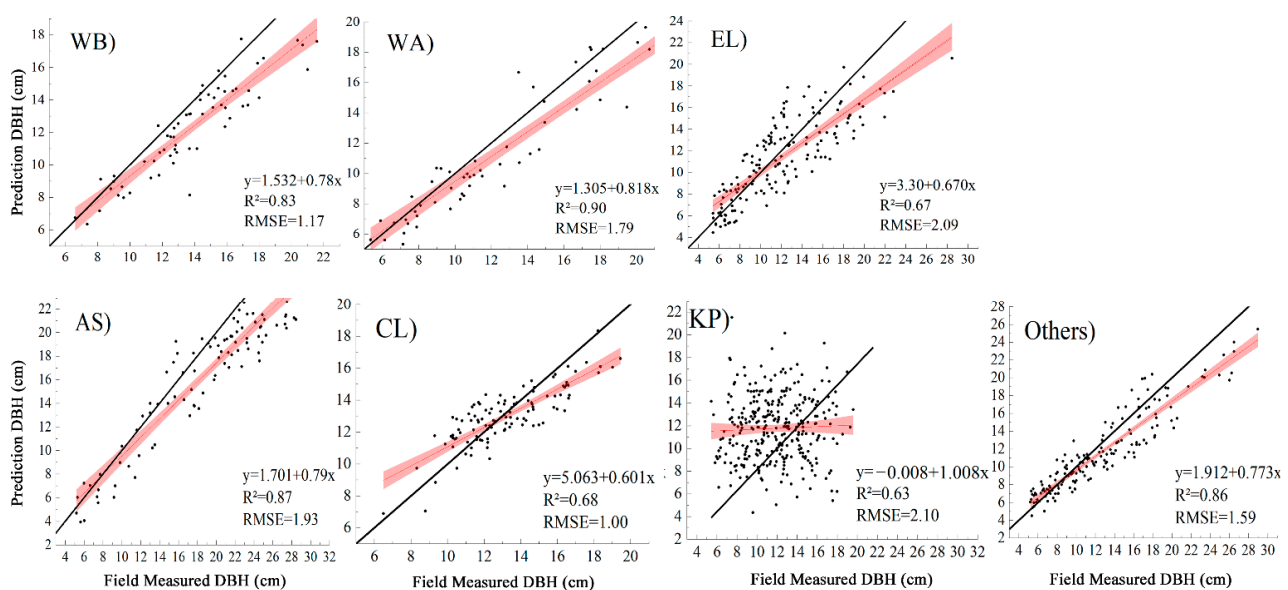 WB)
y=1.532+0.78x
R²=0.83
RMSE=1.17
Prediction DBH (cm)
6
8
10
12
14
16
18
6 8 10 12 14 16 18 20 22
WA)
y=1.305+0.818x
R²=0.90
RMSE=1.79
6
8
10
12
14
16
18
20
6 8 10 12 14 16 18 20
EL)
y=3.30+0.670x
R²=0.67
RMSE=2.09
4
6
8
10
12
14
16
18
20
22
24
4 6 8 10 12 14 16 18 20 22 24 26 28 30
AS)
y=1.701+0.79x
R²=0.87
RMSE=1.93
Prediction DBH (cm)
2
4
6
8
10
12
14
16
18
20
22
4 6 8 10 12 14 16 18 20 22 24 26 28 30 32
Field Measured DBH (cm)
CL)
y=5.063+0.601x
R²=0.68
RMSE=1.00
6
8
10
12
14
16
18
20
6 8 10 12 14 16 18 20
Field Measured DBH (cm)
KP)
y=−0.008+1.008x
R²=0.63
RMSE=2.10
2
4
6
8
10
12
14
16
18
20
22
2 4 6 8 10 12 14 16 18 20 22 24 26 28 30 32
Field Measured DBH (cm)
Others)
y=1.912+0.773x
R²=0.86
RMSE=1.59
2
4
6
8
10
12
14
16
18
20
22
24
26
28
4 6 8 10 12 14 16 18 20 22 24 26 28 30
Field Measured DBH (cm)